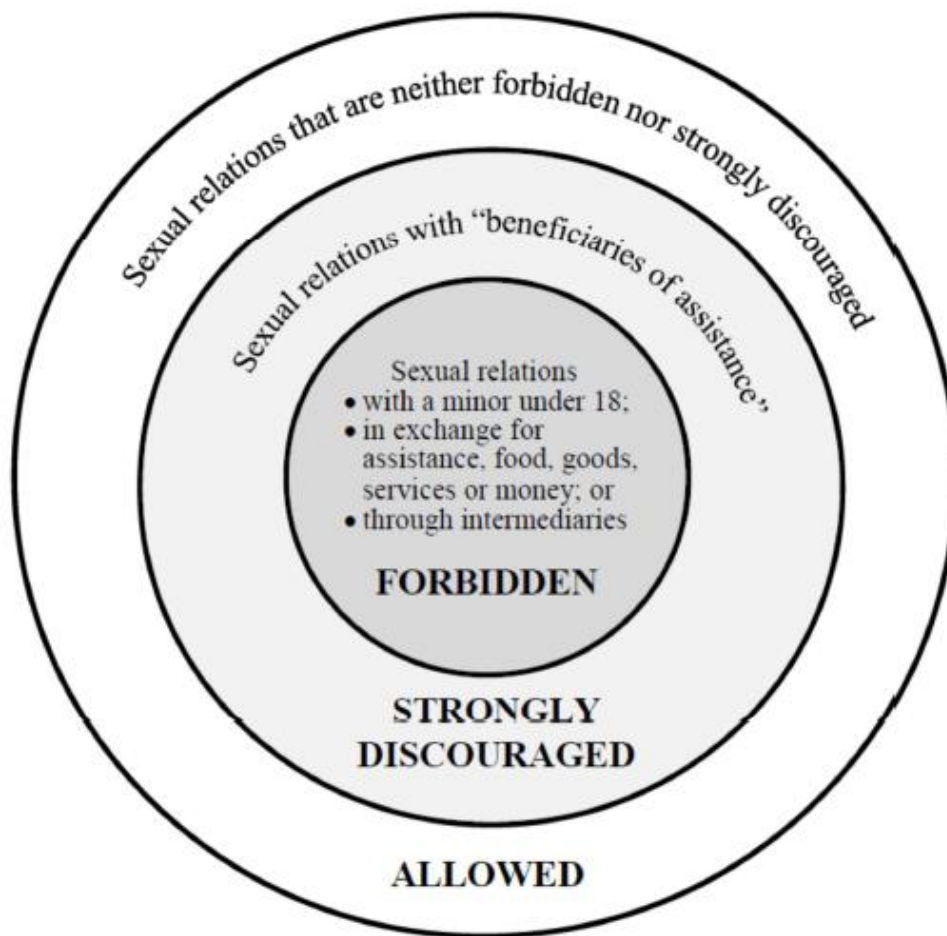 Sexual relations that are neither forbidden nor strongly discouraged
Sexual relations with “beneficiaries of assistance”
Sexual relations
• with a minor under 18;
• in exchange for
assistance, food, goods,
services or money; or
• through intermediaries
FORBIDDEN
STRONGLY
DISCOURAGED
ALLOWED